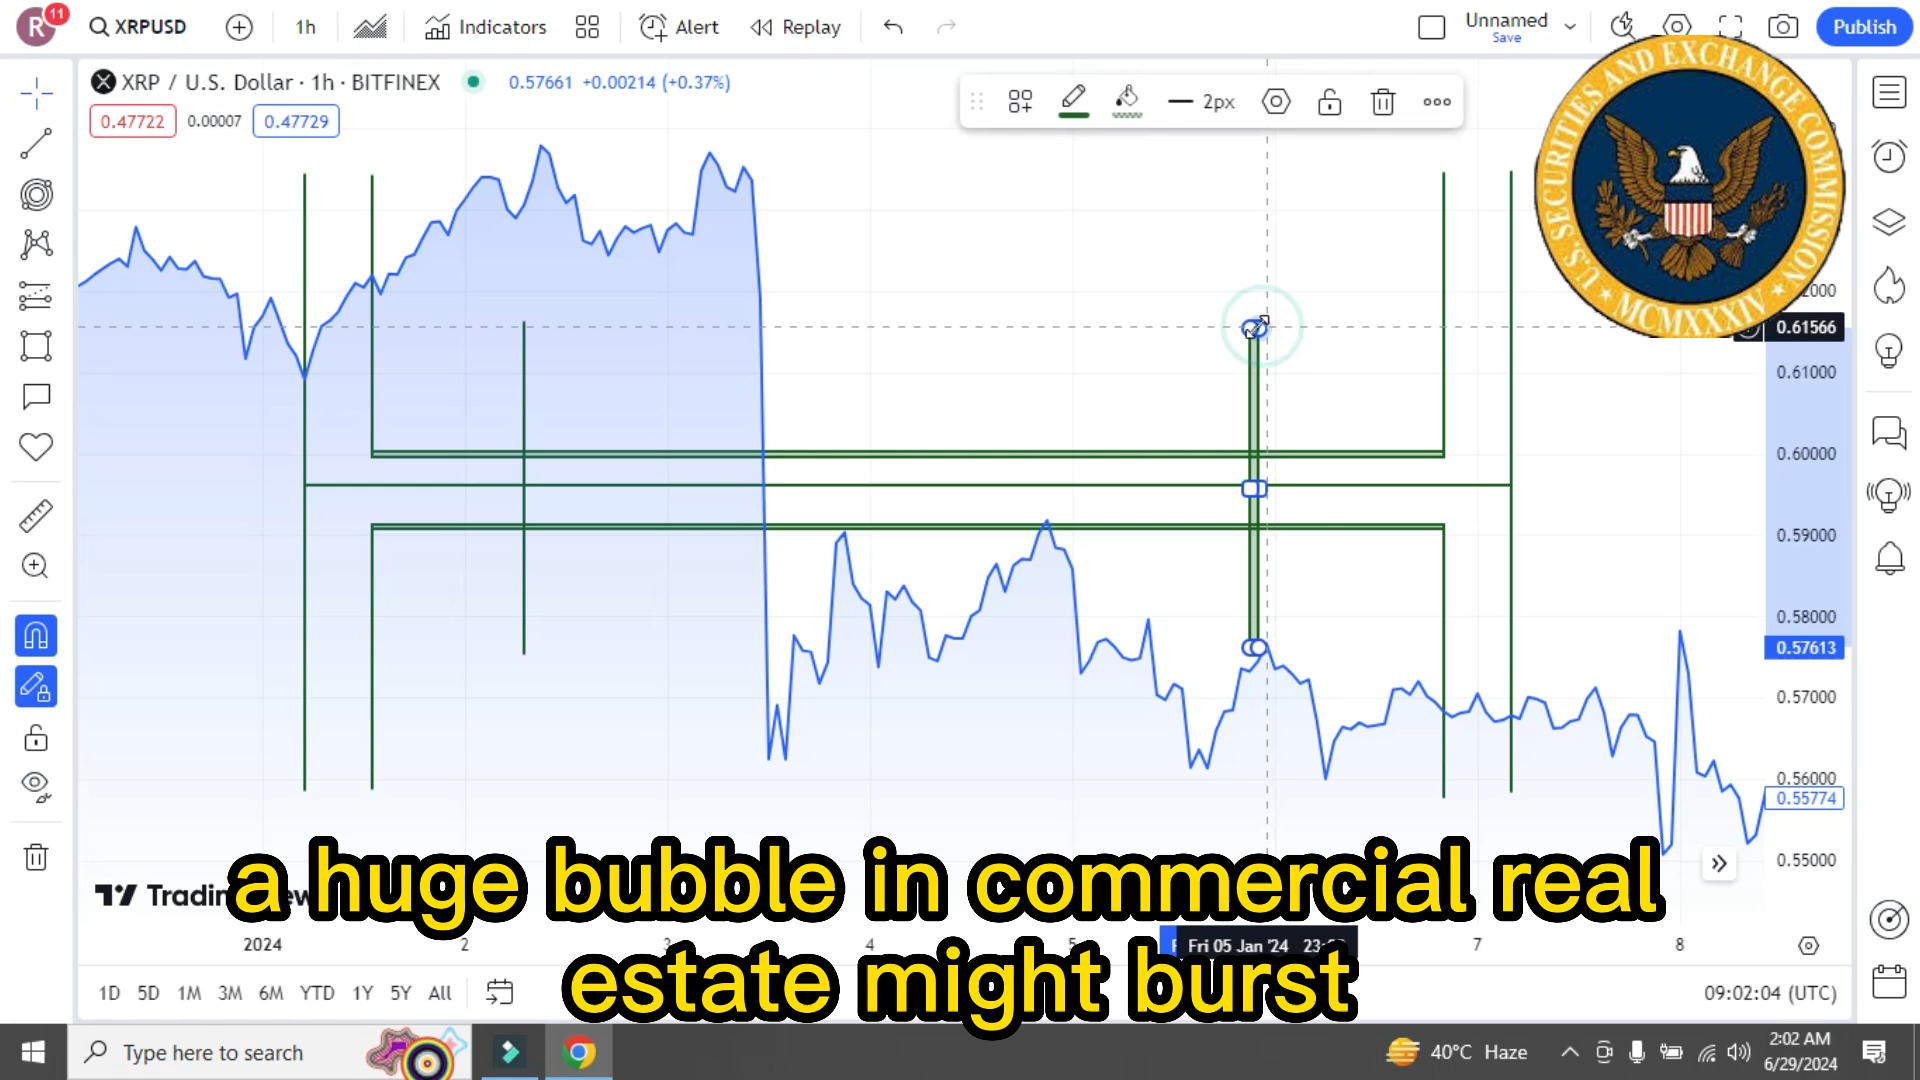 R
11
XRPUSD
1h
Indicators
Alert
Replay
Unnamed
Save
Publish
XRP / U.S. Dollar · 1h · BITFINEX
0.57661 +0.00214 (+0.37%)
0.47722
0.00007
0.47729
2px
U.S. SECURITIES AND EXCHANGE COMMISSION
MCMXXXIV
0.61566
0.61000
0.60000
0.59000
0.58000
0.57613
0.57000
0.56000
0.55774
0.55000
a huge bubble in commercial real
estate might burst
2024
2
3
4
5
Fri 05 Jan '24
7
8
1D 5D 1M 3M 6M YTD 1Y 5Y All
09:02:04 (UTC)
Type here to search
40°C Haze
2:02 AM
6/29/2024